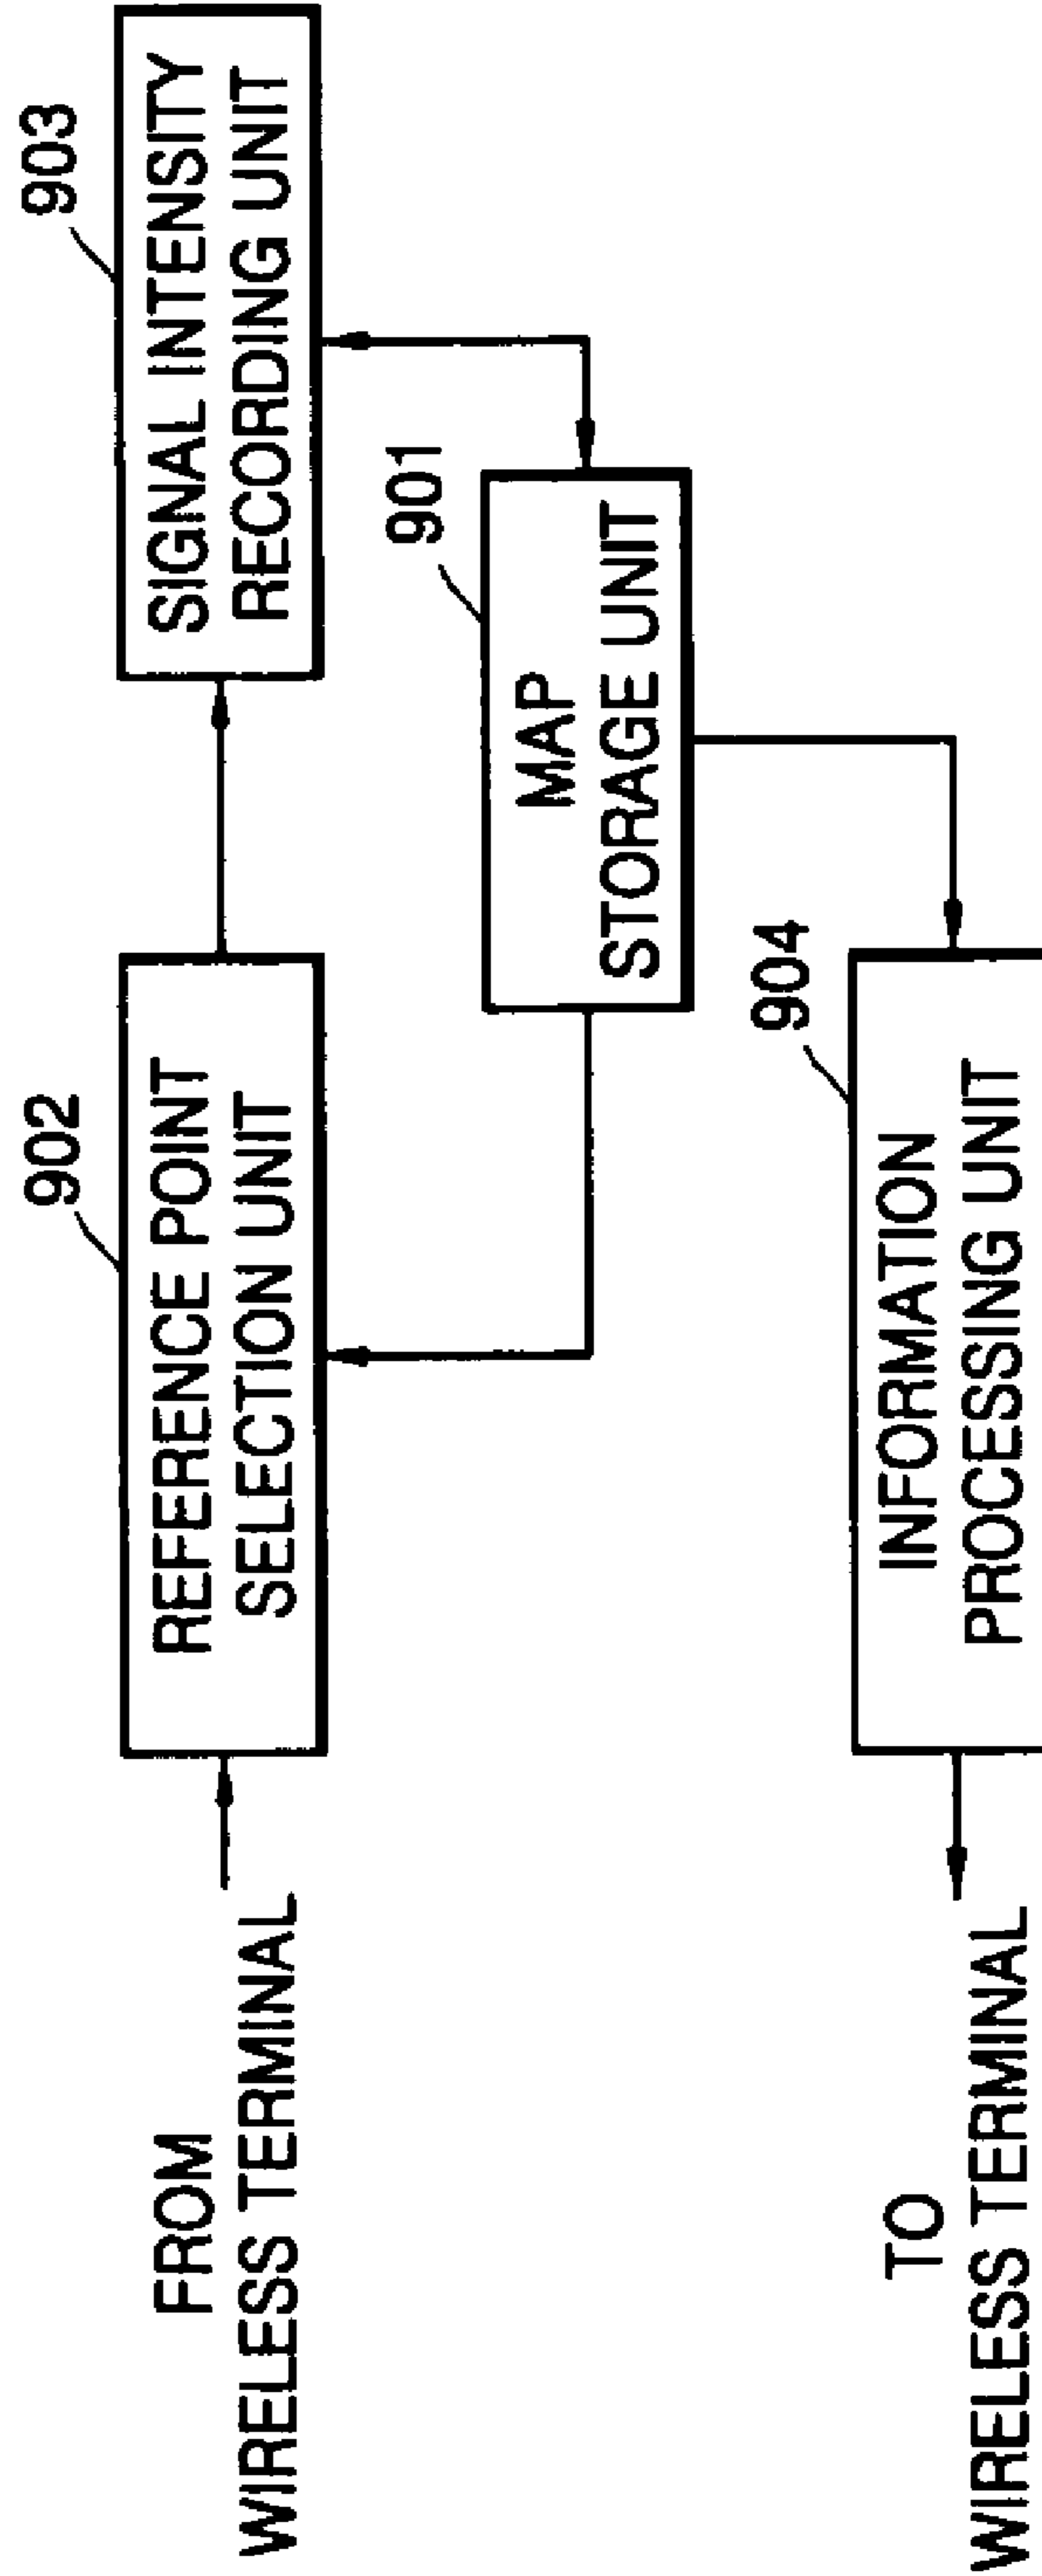 FROM
WIRELESS TERMINAL
902
REFERENCE POINT
SELECTION UNIT
903
SIGNAL INTENSITY
RECORDING UNIT
901
MAP
STORAGE UNIT
904
INFORMATION
PROCESSING UNIT
TO
WIRELESS TERMINAL